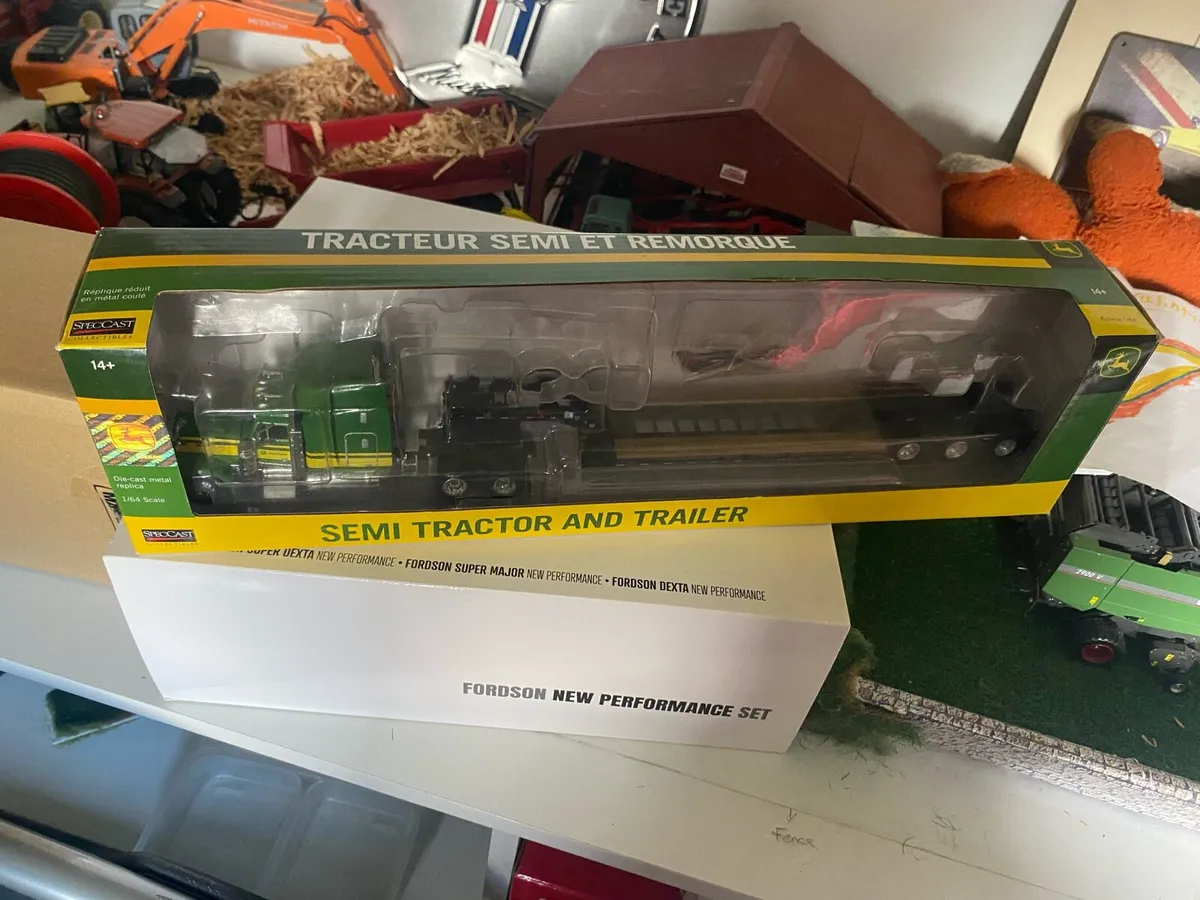 HITACHI
TRACTEUR SEMI ET REMORQUE
Réplique réduit
en métal coulé
SPECCAST
COLLECTIBLES
14+
14+
Die-cast metal
replica
1/64 Scale
SPECCAST
COLLECTIBLES
SEMI TRACTOR AND TRAILER
SUPER DEXTA NEW PERFORMANCE • FORDSON SUPER MAJOR NEW PERFORMANCE • FORDSON DEXTA NEW PERFORMANCE
FORDSON NEW PERFORMANCE SET
Fence